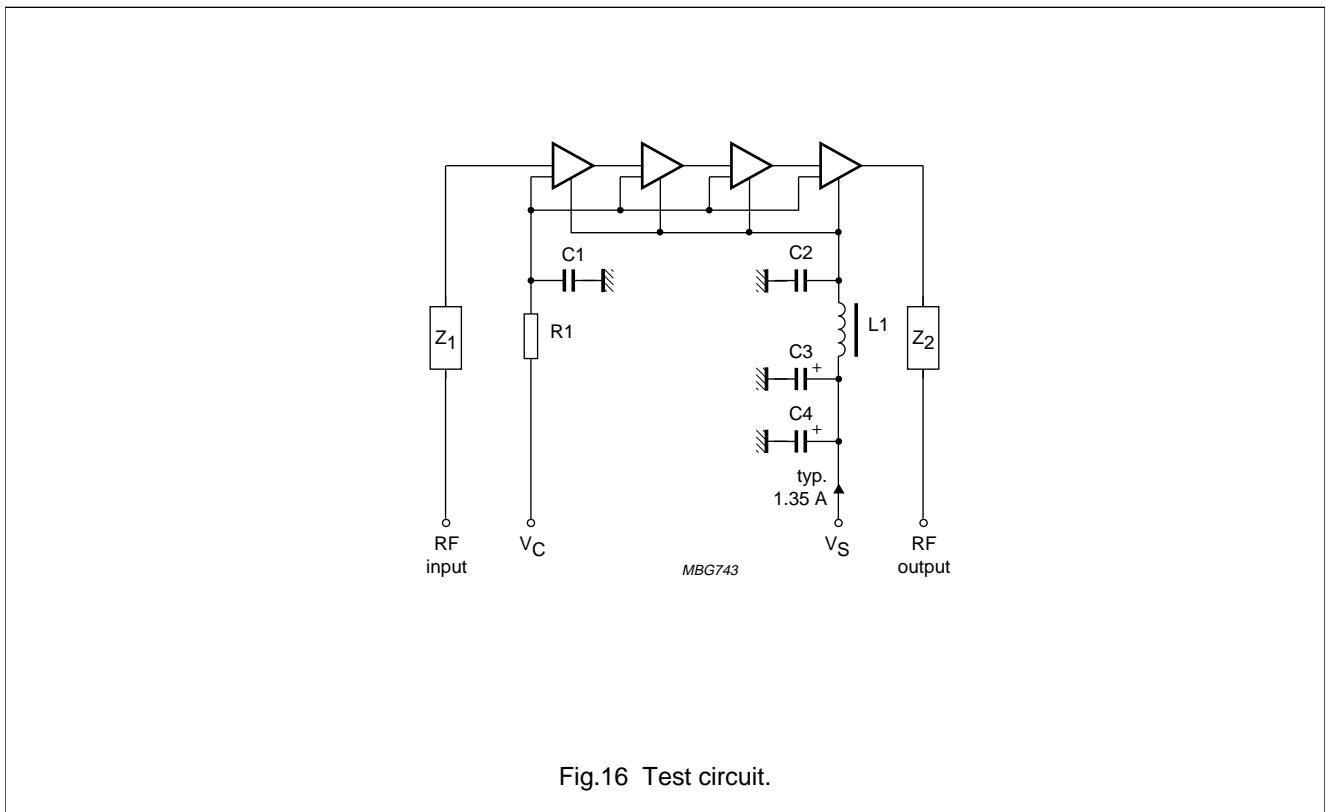 C1
C2
R1
L1
Z1
Z2
C3
+
C4
+
typ.
1.35 A
RF
input
VC
VS
RF
output
MBG743
Fig.16 Test circuit.